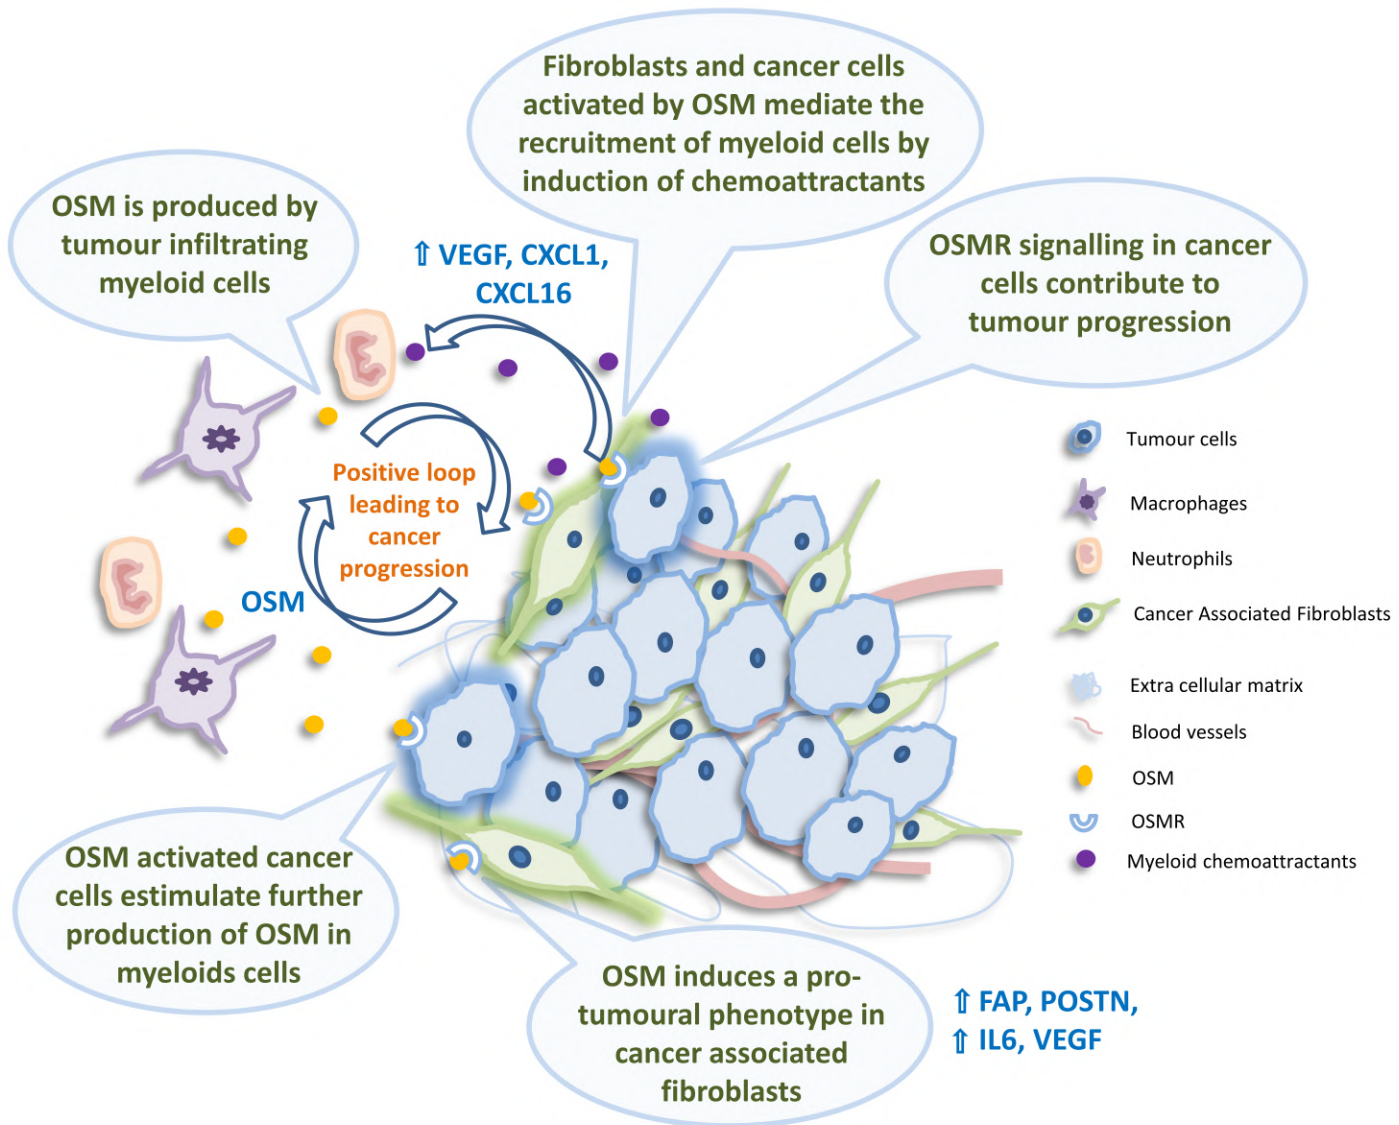 Fibroblasts and cancer cells
activated by OSM mediate the
recruitment of myeloid cells by
induction of chemoattractants
OSM is produced by
tumour infiltrating
myeloid cells
⇧ VEGF, CXCL1,
CXCL16
OSMR signalling in cancer
cells contribute to
tumour progression
Positive loop
leading to
cancer
progression
OSM
Tumour cells
Macrophages
Neutrophils
Cancer Associated Fibroblasts
Extra cellular matrix
Blood vessels
OSM
OSMR
Myeloid chemoattractants
OSM activated cancer
cells estimulate further
production of OSM in
myeloids cells
OSM induces a pro-
tumoural phenotype in
cancer associated
fibroblasts
⇧ FAP, POSTN,
⇧ IL6, VEGF